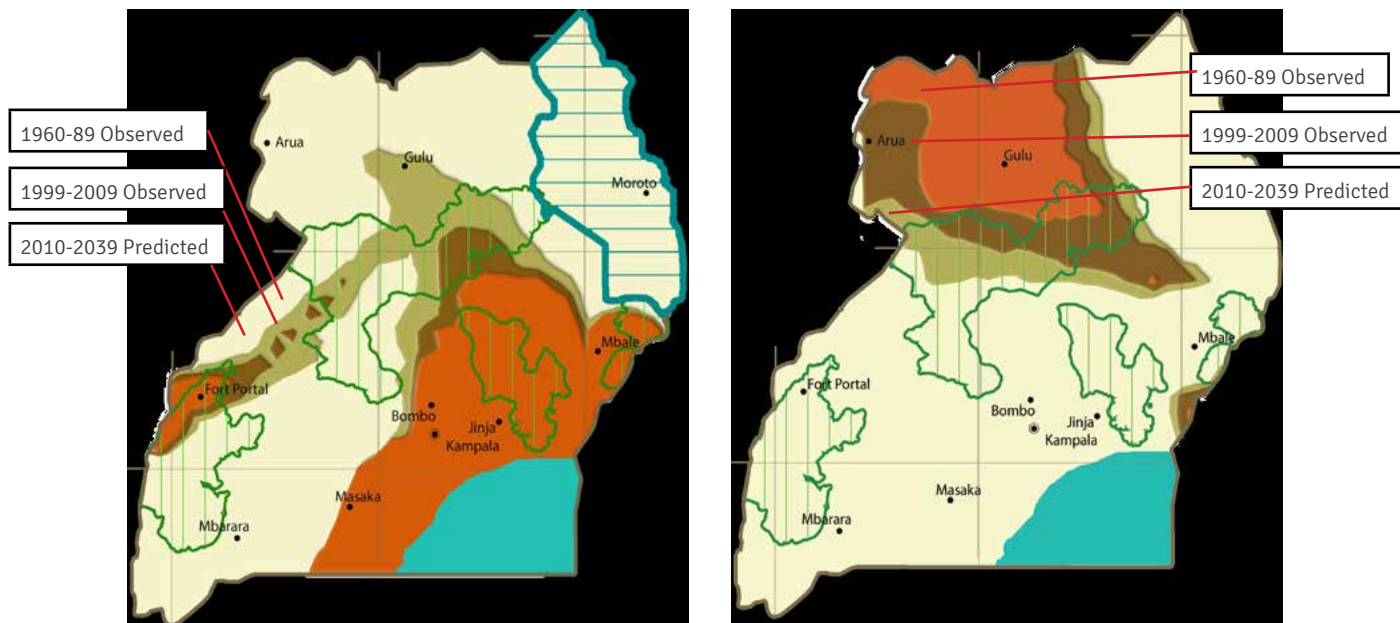 1960-89 Observed
1999-2009 Observed
2010-2039 Predicted
Arua
Gulu
Moroto
Mbale
Fort Portal
Bombo
Jinja
Kampala
Masaka
Mbarara
1960-89 Observed
1999-2009 Observed
2010-2039 Predicted
Arua
Gulu
Mbale
Fort Portal
Bombo
Jinja
Kampala
Masaka
Mbarara